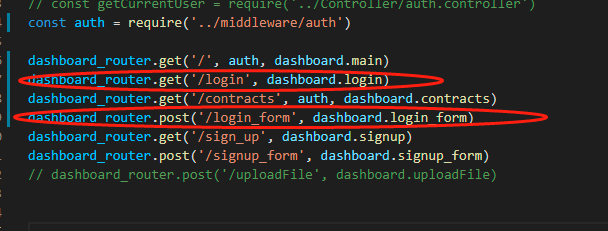 // const getCurrentUser = require('../Controller/auth.controller')
const auth = require('../middleware/auth')
dashboard_router.get('/', auth, dashboard.main)
dashboard_router.get('/login', dashboard.login)
dashboard_router.get('/contracts', auth, dashboard.contracts)
dashboard_router.post('/login_form', dashboard.login_form)
dashboard_router.get('/sign_up', dashboard.signup)
dashboard_router.post('/signup_form', dashboard.signup_form)
// dashboard_router.post('/uploadFile', dashboard.uploadFile)